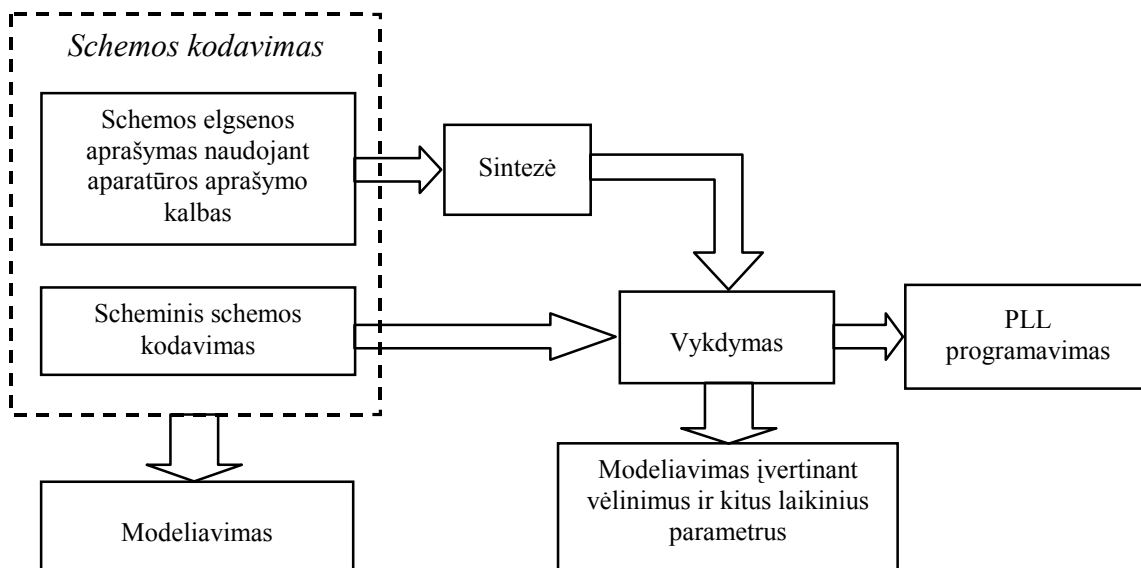 Schemos kodavimas
Schemos elgsenos
aprašymas naudojant
aparatūros aprašymo
kalbas
Sintezė
Scheminis schemos
kodavimas
Vykdymas
PLL
programavimas
Modeliavimas
Modeliavimas įvertinant
vėlinimus ir kitus laikinius
parametrus